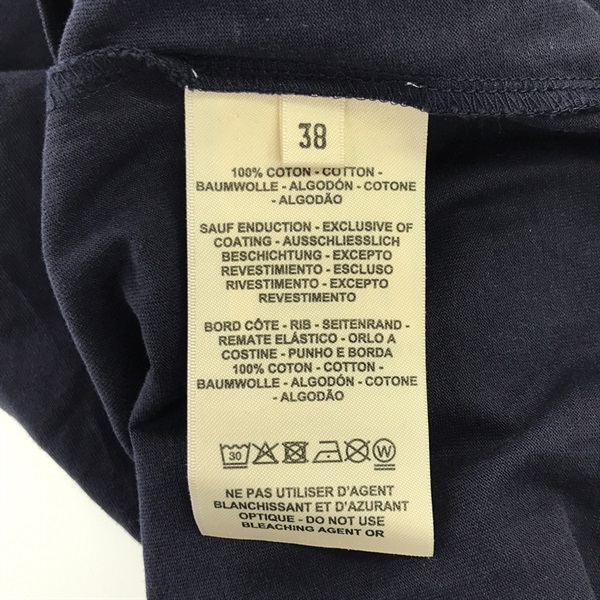 38
100% COTON - COTTON -
BAUMWOLLE - ALGODÓN - COTONE
- ALGODÃO
SAUF ENDUCTION - EXCLUSIVE OF
COATING - AUSSCHLIESSLICH
BESCHICHTUNG - EXCEPTO
REVESTIMIENTO - ESCLUSO
RIVESTIMENTO - EXCEPTO
REVESTIMENTO
BORD CÔTE - RIB - SEITENRAND -
REMATE ELÁSTICO - ORLO A
COSTINE - PUNHO E BORDA
100% COTON - COTTON -
BAUMWOLLE - ALGODÓN - COTONE
- ALGODÃO
30 W
NE PAS UTILISER D'AGENT
BLANCHISSANT ET D'AZURANT
OPTIQUE - DO NOT USE
BLEACHING AGENT OR